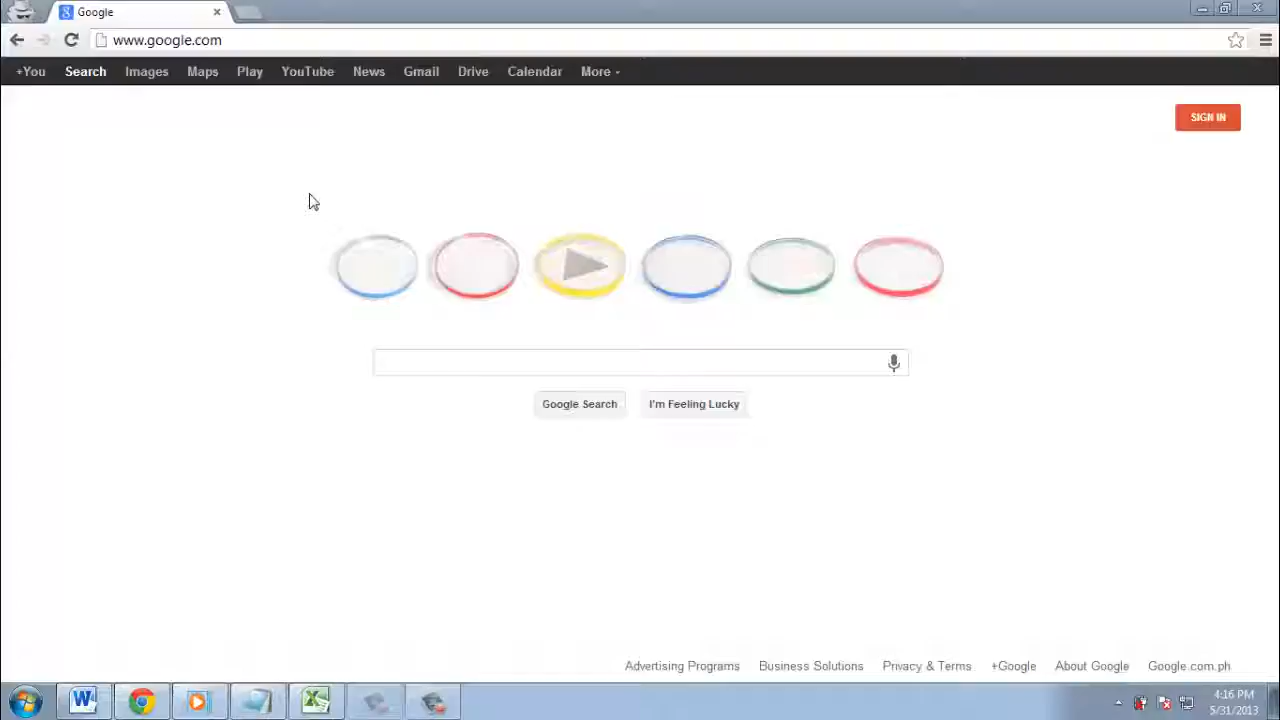 Google
www.google.com
+You Search Images Maps Play YouTube News Gmail Drive Calendar More
SIGN IN
Google Search I'm Feeling Lucky
Advertising Programs Business Solutions Privacy & Terms +Google About Google Google.com.ph
4:16 PM
5/31/2013